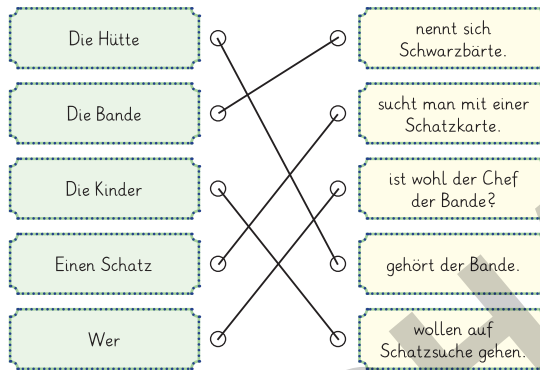 Die Hütte
nennt sich
Schwarzbärte.
Die Bande
sucht man mit einer
Schatzkarte.
Die Kinder
ist wohl der Chef
der Bande?
Einen Schatz
gehört der Bande.
Wer
wollen auf
Schatzsuche gehen.